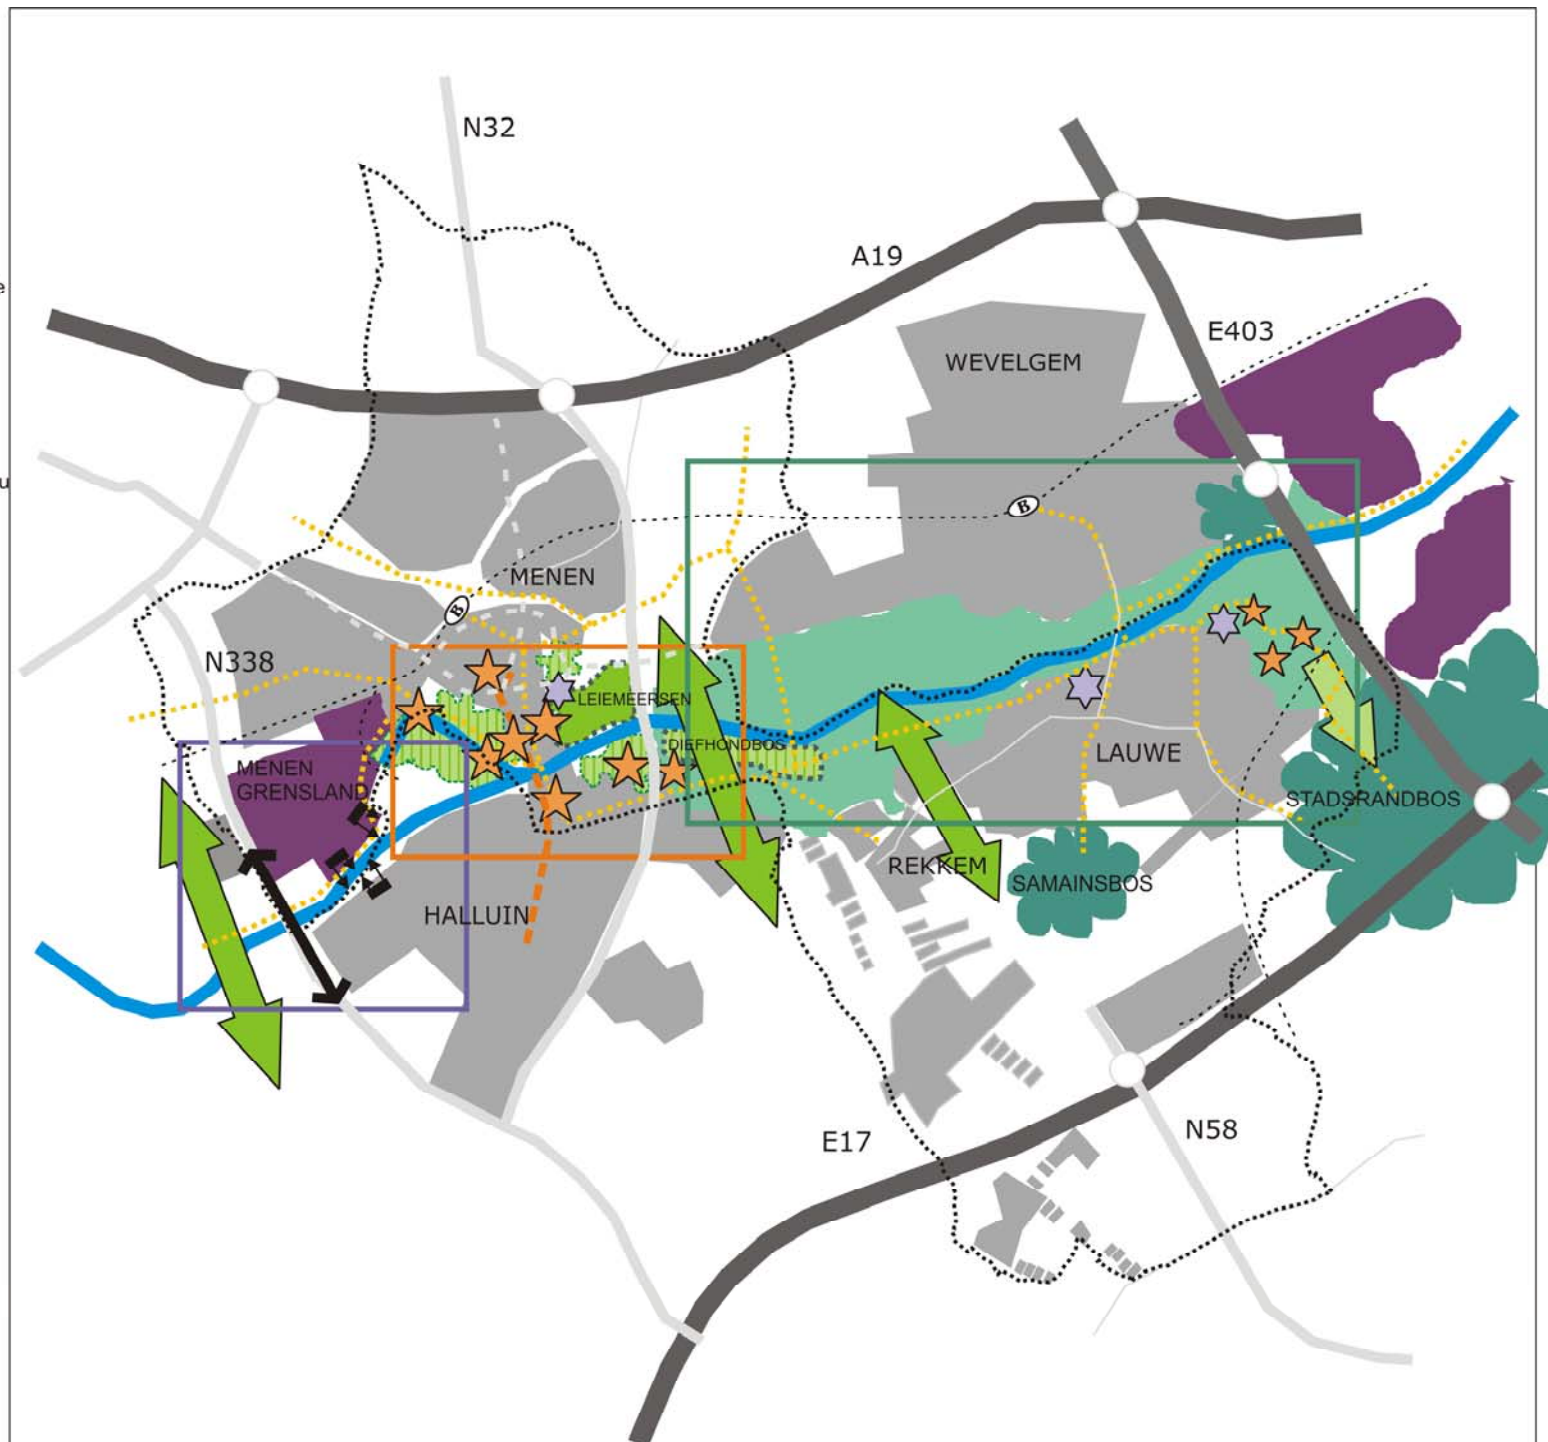 N32
A19
e
E403
WEVELGEM
u
B
MENEN
B
N338
LEIEMEERSEN
DIEFHONDBOS
LAUWE
MENEN
GRENSLAND
STADSRANDBOS
REKKEM
SAMAINSBOS
HALLUIN
E17
N58